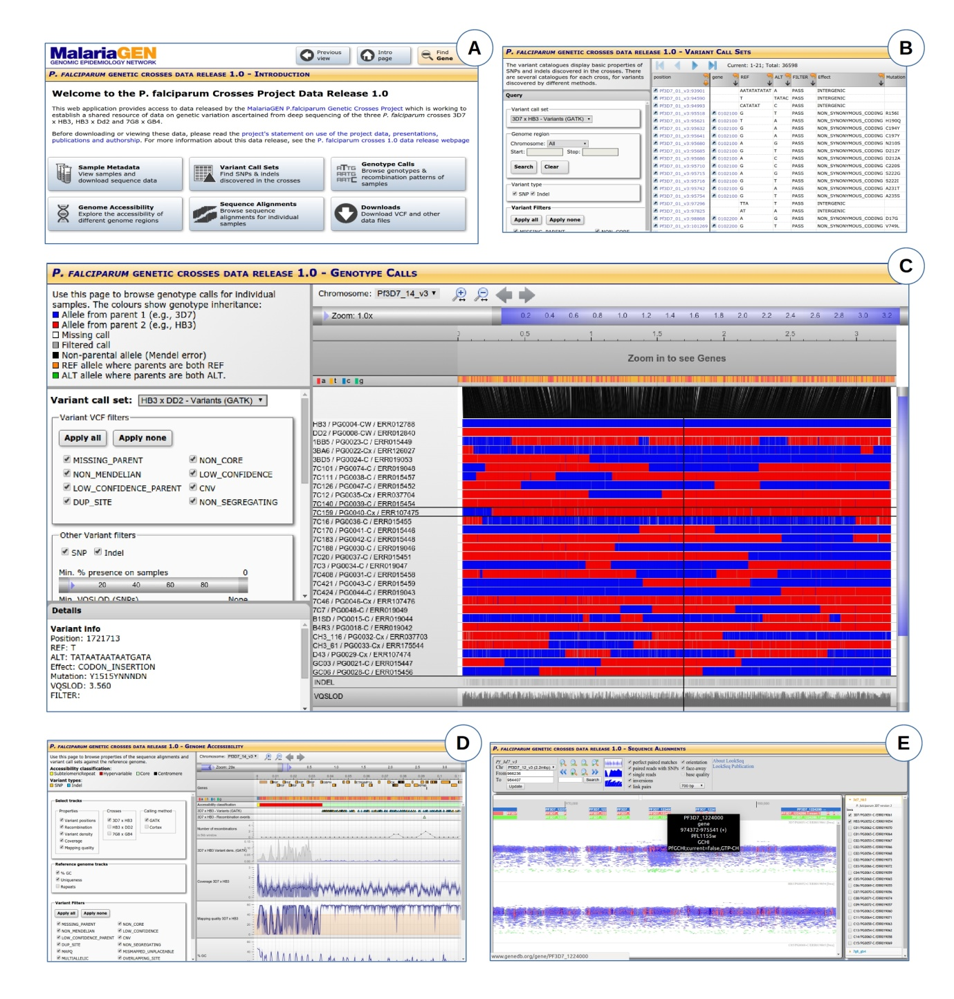 MalariaGEN
GENOMIC EPIDEMIOLOGY NETWORK
Previous view
Intro page
Find Gene
A
P. FALCIPARUM GENETIC CROSSES DATA RELEASE 1.0 - INTRODUCTION
Welcome to the P. falciparum Crosses Project Data Release 1.0
This web application provides access to data released by the MalariaGEN P.falciparum Genetic Crosses Project which is working to
establish a shared resource of data on genetic variation ascertained from deep sequencing of the three P. falciparum crosses 3D7
x HB3, HB3 x Dd2 and 7G8 x GB4.
Before downloading or viewing these data, please read the project's statement on use of the project data, presentations,
publications and authorship. For more information about this data release, see the P. falciparum crosses 1.0 data release webpage
Sample Metadata
View samples and
download sequence data
Variant Call Sets
Find SNPs & indels
discovered in the crosses
Genotype Calls
Browse genotypes &
recombination patterns of
samples
Genome Accessibility
Explore the accessibility of
different genome regions
Sequence Alignments
Browse sequence
alignments for individual
samples
Downloads
Download VCF and other
data files
B
P. FALCIPARUM GENETIC CROSSES DATA RELEASE 1.0 - VARIANT CALL SETS
The variant catalogues display basic properties of
SNPs and indels discovered in the crosses. There
are several catalogues for each cross, for variants
discovered by different methods.
Query
Variant call set
3D7 x HB3 - Variants (GATK)
Genome region
Chromosome: All
Start: Stop:
Search Clear
Variant type
SNP Indel
Variant Filters
Apply all Apply none
Current: 1-21; Total: 36598
position gene REF ALT FILTER Effect Mutation
Pf3D7_01_v3:93901 AATATATATAT A PASS INTERGENIC
Pf3D7_01_v3:94590 T TATAC PASS INTERGENIC
Pf3D7_01_v3:94993 CATATAT C PASS INTERGENIC
Pf3D7_01_v3:95518 0102100 G T PASS NON_SYNONYMOUS_CODING R156I
Pf3D7_01_v3:95621 0102100 A T PASS NON_SYNONYMOUS_CODING H190Q
Pf3D7_01_v3:95632 0102100 G A PASS NON_SYNONYMOUS_CODING C194Y
Pf3D7_01_v3:95641 0102100 G A PASS NON_SYNONYMOUS_CODING C197Y
Pf3D7_01_v3:95680 0102100 A G PASS NON_SYNONYMOUS_CODING N210S
Pf3D7_01_v3:95685 0102100 G T PASS NON_SYNONYMOUS_CODING D212Y
Pf3D7_01_v3:95686 0102100 A C PASS NON_SYNONYMOUS_CODING D212A
Pf3D7_01_v3:95710 0102100 G C PASS NON_SYNONYMOUS_CODING C220S
Pf3D7_01_v3:95715 0102100 A G PASS NON_SYNONYMOUS_CODING S222G
Pf3D7_01_v3:95716 0102100 G T PASS NON_SYNONYMOUS_CODING S222I
Pf3D7_01_v3:95742 0102100 G A PASS NON_SYNONYMOUS_CODING A231T
Pf3D7_01_v3:95754 0102100 G T PASS NON_SYNONYMOUS_CODING A235S
Pf3D7_01_v3:97296 TTA T PASS INTERGENIC
Pf3D7_01_v3:97825 AT A PASS INTERGENIC
Pf3D7_01_v3:98868 0102200 A G PASS NON_SYNONYMOUS_CODING D17G
Pf3D7_01_v3:101269 0102200 G T PASS NON_SYNONYMOUS_CODING V749L
C
P. FALCIPARUM GENETIC CROSSES DATA RELEASE 1.0 - GENOTYPE CALLS
Use this page to browse genotype calls for individual
samples. The colours show genotype inheritance:
Allele from parent 1 (e.g., 3D7)
Allele from parent 2 (e.g., HB3)
Missing call
Filtered call
Non-parental allele (Mendel error)
REF allele where parents are both REF
ALT allele where parents are both ALT.
Variant call set: HB3 x DD2 - Variants (GATK)
Variant VCF filters
Apply all Apply none
MISSING_PARENT NON_CORE
NON_MENDELIAN LOW_CONFIDENCE
LOW_CONFIDENCE_PARENT CNV
DUP_SITE NON_SEGREGATING
Other Variant filters
SNP Indel
Min. % presence on samples 0
20 40 60 80
Min. VQSLOD (SNPs) None
Details
Variant info
Position: 1721713
REF: T
ALT: TATAATAATAATGATA
Effect: CODON_INSERTION
Mutation: Y1515YNNNDN
VQSLOD: 3.560
FILTER:
Chromosome: Pf3D7_14_v3
Zoom: 1.0x 0.2 0.4 0.6 0.8 1.0 1.2 1.4 1.6 1.8 2.0 2.2 2.4 2.6 2.8 3.0 3.2
0 0.5 1 1.5 2 2.5 3
Zoom in to see Genes
a t c g
HB3 / PG0004-CW / ERR012788
DD2 / PG0008-CW / ERR012840
1BB5 / PG0023-C / ERR015449
3BA6 / PG0022-Cx / ERR126027
3BD5 / PG0024-C / ERR019053
7C101 / PG0074-C / ERR019048
7C111 / PG0038-C / ERR015457
7C126 / PG0047-C / ERR015452
7C12 / PG0035-Cx / ERR037704
7C140 / PG0039-C / ERR015454
7C159 / PG0040-Cx / ERR107475
7C16 / PG0036-C / ERR015455
7C170 / PG0041-C / ERR015446
7C183 / PG0042-C / ERR015448
7C188 / PG0030-C / ERR019046
7C20 / PG0037-C / ERR015451
7C3 / PG0034-C / ERR019047
7C408 / PG0031-C / ERR015458
7C421 / PG0043-C / ERR015459
7C424 / PG0044-C / ERR019043
7C46 / PG0046-Cx / ERR107476
7C7 / PG0048-C / ERR019049
B1SD / PG0015-C / ERR019044
B4R3 / PG0018-C / ERR019042
CH3_116 / PG0032-Cx / ERR037703
CH3_61 / PG0033-Cx / ERR175544
D43 / PG0029-Cx / ERR107474
GC03 / PG0021-C / ERR015447
GC06 / PG0028-C / ERR015456
INDEL
VQSLOD
D
P. FALCIPARUM GENETIC CROSSES DATA RELEASE 1.0 - GENOME ACCESSIBILITY
Use this page to browse properties of the sequence alignments and
variant call sets against the reference genome.
Accessibility classification:
SubtelomericRepeat Hypervariable Core Centromere
Variant types:
SNP Indel
Select tracks
Properties Crosses Calling method
Variant positions 3D7 x HB3 GATK
Recombination HB3 x DD2 Cortex
Variant density 7G8 x GB4
Coverage
Mapping quality
Reference genome tracks
% GC
Uniqueness
Repeats
Variant Filters
Apply all Apply none
MISSING_PARENT NON_CORE
NON_MENDELIAN LOW_CONFIDENCE
LOW_CONFIDENCE_PARENT CNV
DUP_SITE NON_SEGREGATING
MAPQ MISMAPPED_UNPLACEABLE
MULTIALLELIC OVERLAPPING_SITE
Chromosome: Pf3D7_14_v3
Zoom: 29x 0.5 1.0 1.5 2.0 2.5 3.0
Genes
Accessibility classification
3D7 x HB3 - Variants (GATK)
3D7 x HB3 - Recombination events
Number of recombinations
3D7 x HB3 Variant dens. (GATK)
Coverage 3D7 x HB3
Mapping quality 3D7 x HB3
% GC
E
P. FALCIPARUM GENETIC CROSSES DATA RELEASE 1.0 - SEQUENCE ALIGNMENTS
Pf_3d7_v3
Chr Pf3D7_12_v3 (2.2mbp)
From 966236
To 984407
Update
Search
perfect paired matches orientation
paired reads with SNPs face-away
single reads base quality
inversions
link pairs 700 bp
About LookSeq
LookSeq Publication
PF3D7_1224000
gene
974372-975541 (+)
PFL1155w
GCHI
PfGCHI;current=false,GTP-CH
www.genedb.org/gene/PF3D7_1224000